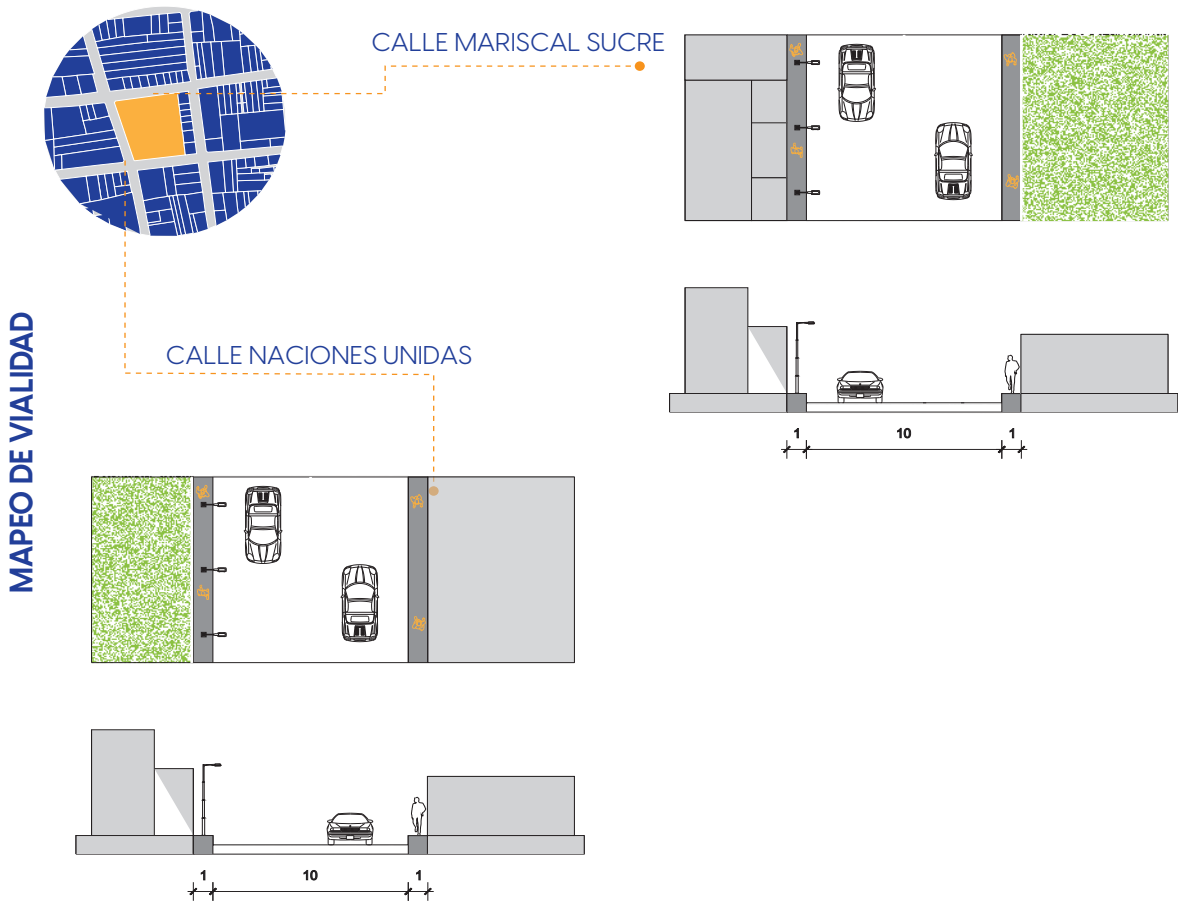 CALLE MARISCAL SUCRE
1 10 1
MAPEO DE VIALIDAD
CALLE NACIONES UNIDAS
1 10 1